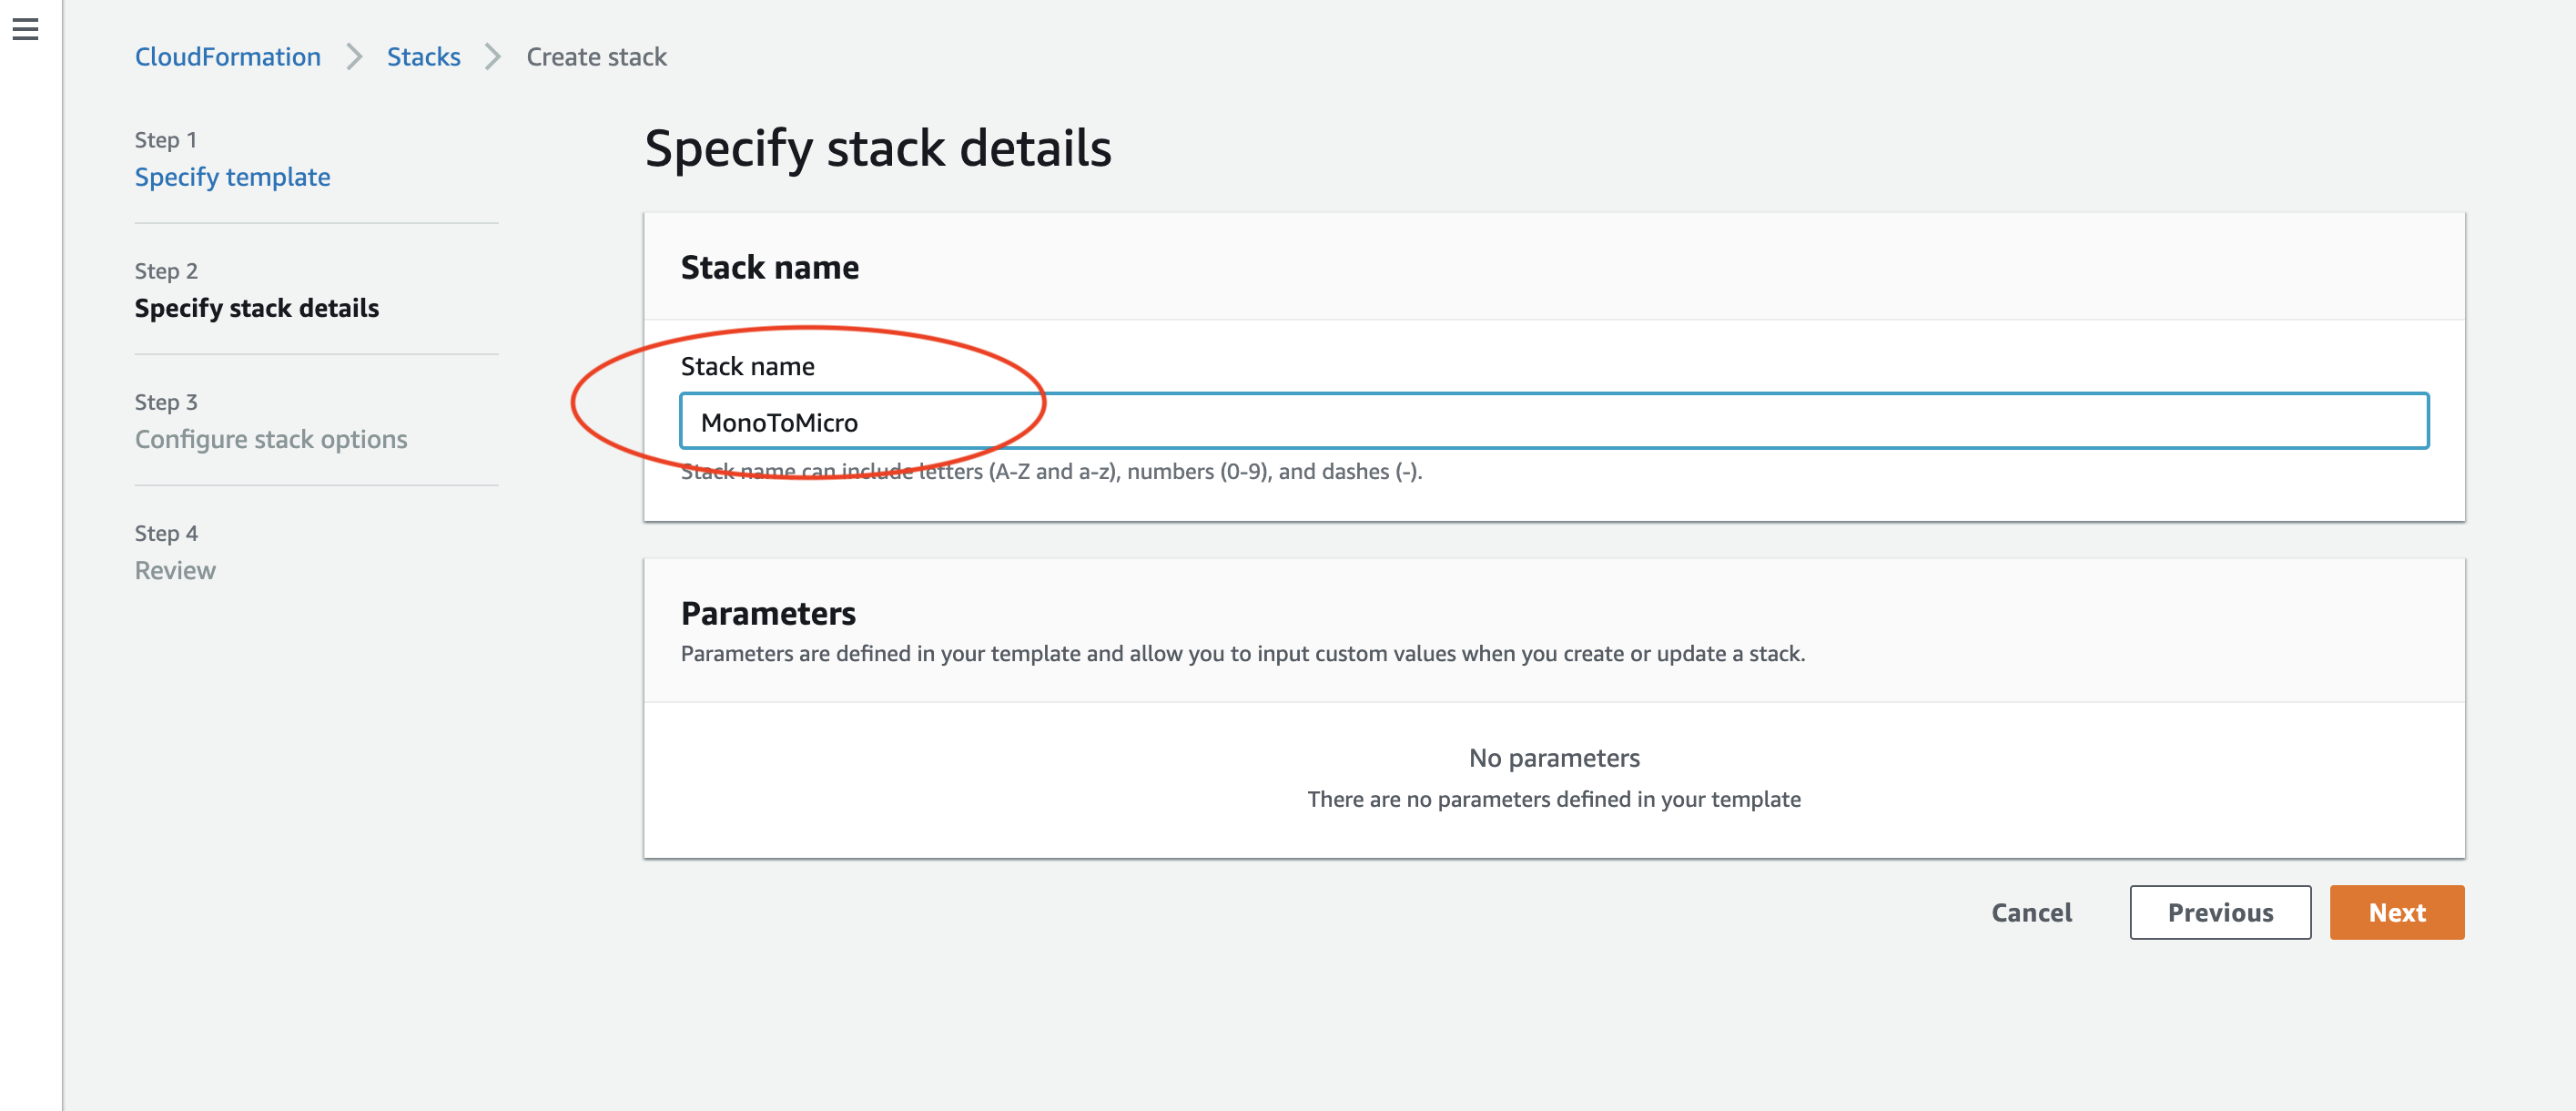 CloudFormation > Stacks > Create stack
Step 1
Specify template
Step 2
Specify stack details
Step 3
Configure stack options
Step 4
Review
Specify stack details
Stack name
Stack name
MonoToMicro
Stack name can include letters (A-Z and a-z), numbers (0-9), and dashes (-).
Parameters
Parameters are defined in your template and allow you to input custom values when you create or update a stack.
No parameters
There are no parameters defined in your template
Cancel Previous Next